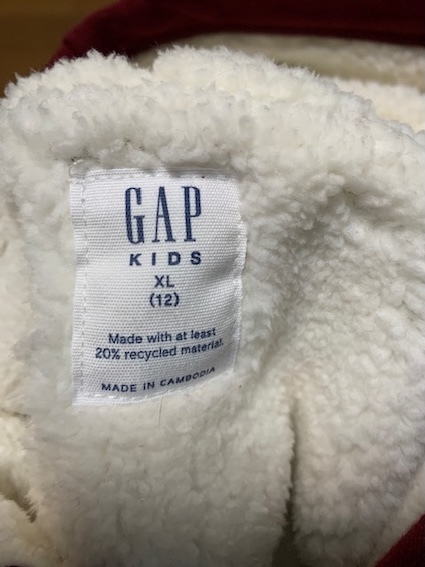 GAP
KIDS
XL
(12)
Made with at least
20% recycled material.
MADE IN CAMBODIA